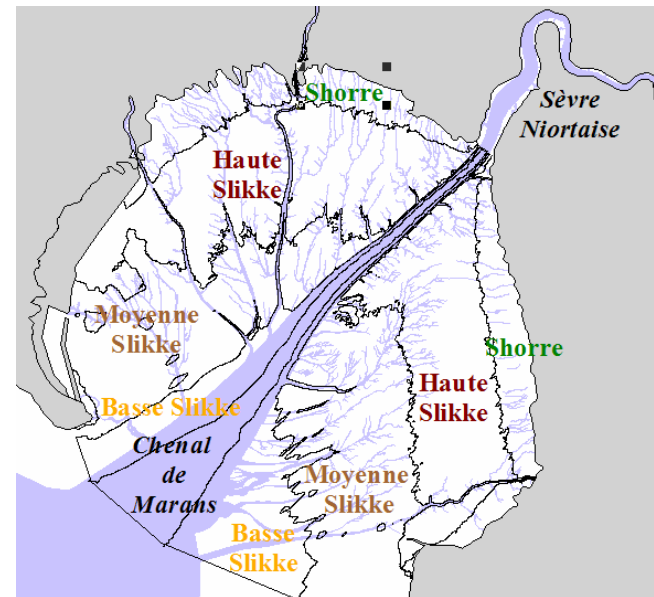 Shorre
Sèvre
Niortaise
Haute
Slikke
Moyenne
Slikke
Shorre
Haute
Slikke
Basse Slikke
Chenal
de
Marans
Moyenne
Slikke
Basse
Slikke